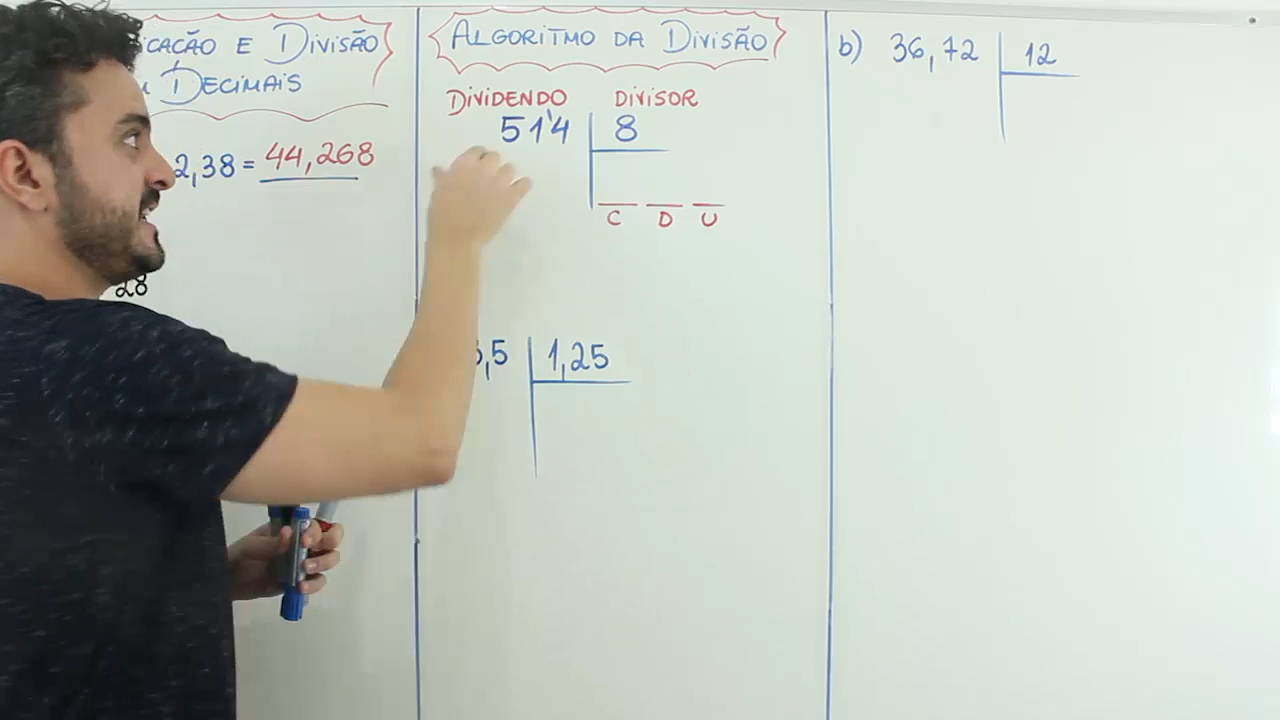 E DIVISÃO
DECIMAIS
2,38 = 44,268
28
ALGORITMO DA DIVISÃO
DIVIDENDO DIVISOR
514 8
C D U
,5 1,25
b) 36,72 12